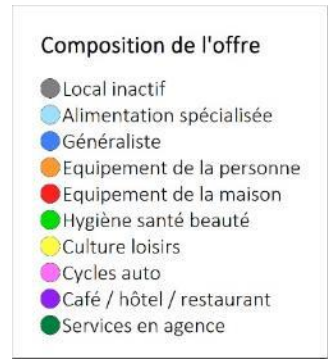 Composition de l'offre
Local inactif
Alimentation spécialisée
Généraliste
Equipement de la personne
Equipement de la maison
Hygiène santé beauté
Culture loisirs
Cycles auto
Café / hôtel / restaurant
Services en agence